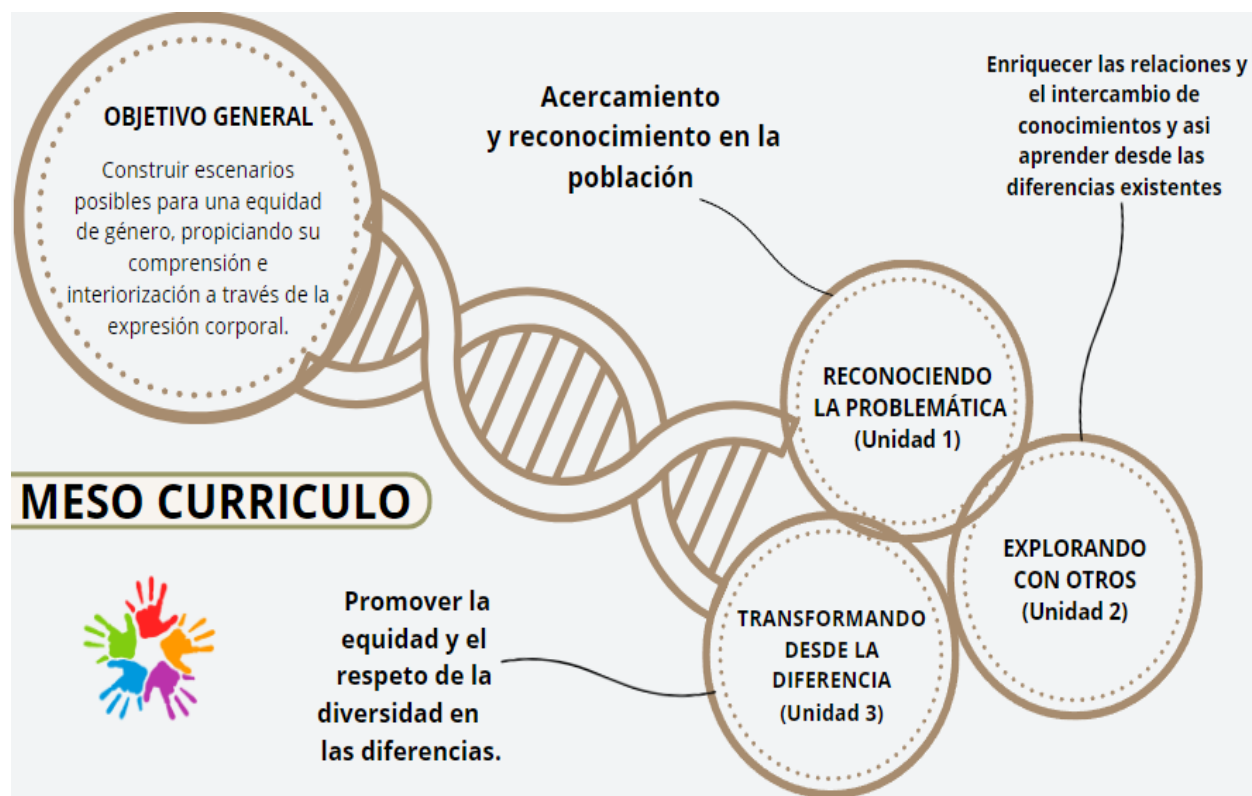 OBJETIVO GENERAL
Construir escenarios
posibles para una equidad
de género, propiciando su
comprensión e
interiorización a través de la
expresión corporal.
Acercamiento
y reconocimiento en la
población
Enriquecer las relaciones y
el intercambio de
conocimientos y asi
aprender desde las
diferencias existentes
RECONOCIENDO
LA PROBLEMÁTICA
(Unidad 1)
MESO CURRICULO
EXPLORANDO
CON OTROS
(Unidad 2)
Promover la
equidad y el
respeto de la
diversidad en
las diferencias.
TRANSFORMANDO
DESDE LA
DIFERENCIA
(Unidad 3)